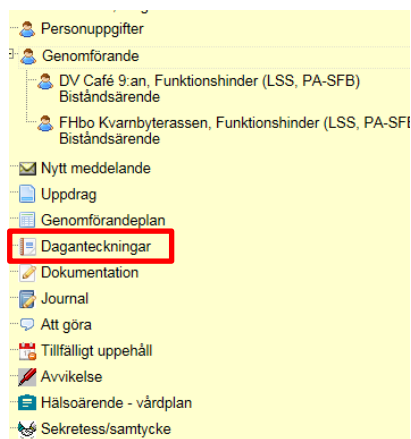 Personuppgifter
Genomförande
DV Café 9:an, Funktionshinder (LSS, PA-SFB)
Biståndsärende
FHbo Kvarnbyterassen, Funktionshinder (LSS, PA-SFB
Biståndsärende
Nytt meddelande
Uppdrag
Genomförandeplan
Daganteckningar
Dokumentation
Journal
Att göra
Tillfälligt uppehåll
Avvikelse
Hälsoärende - vårdplan
Sekretess/samtycke